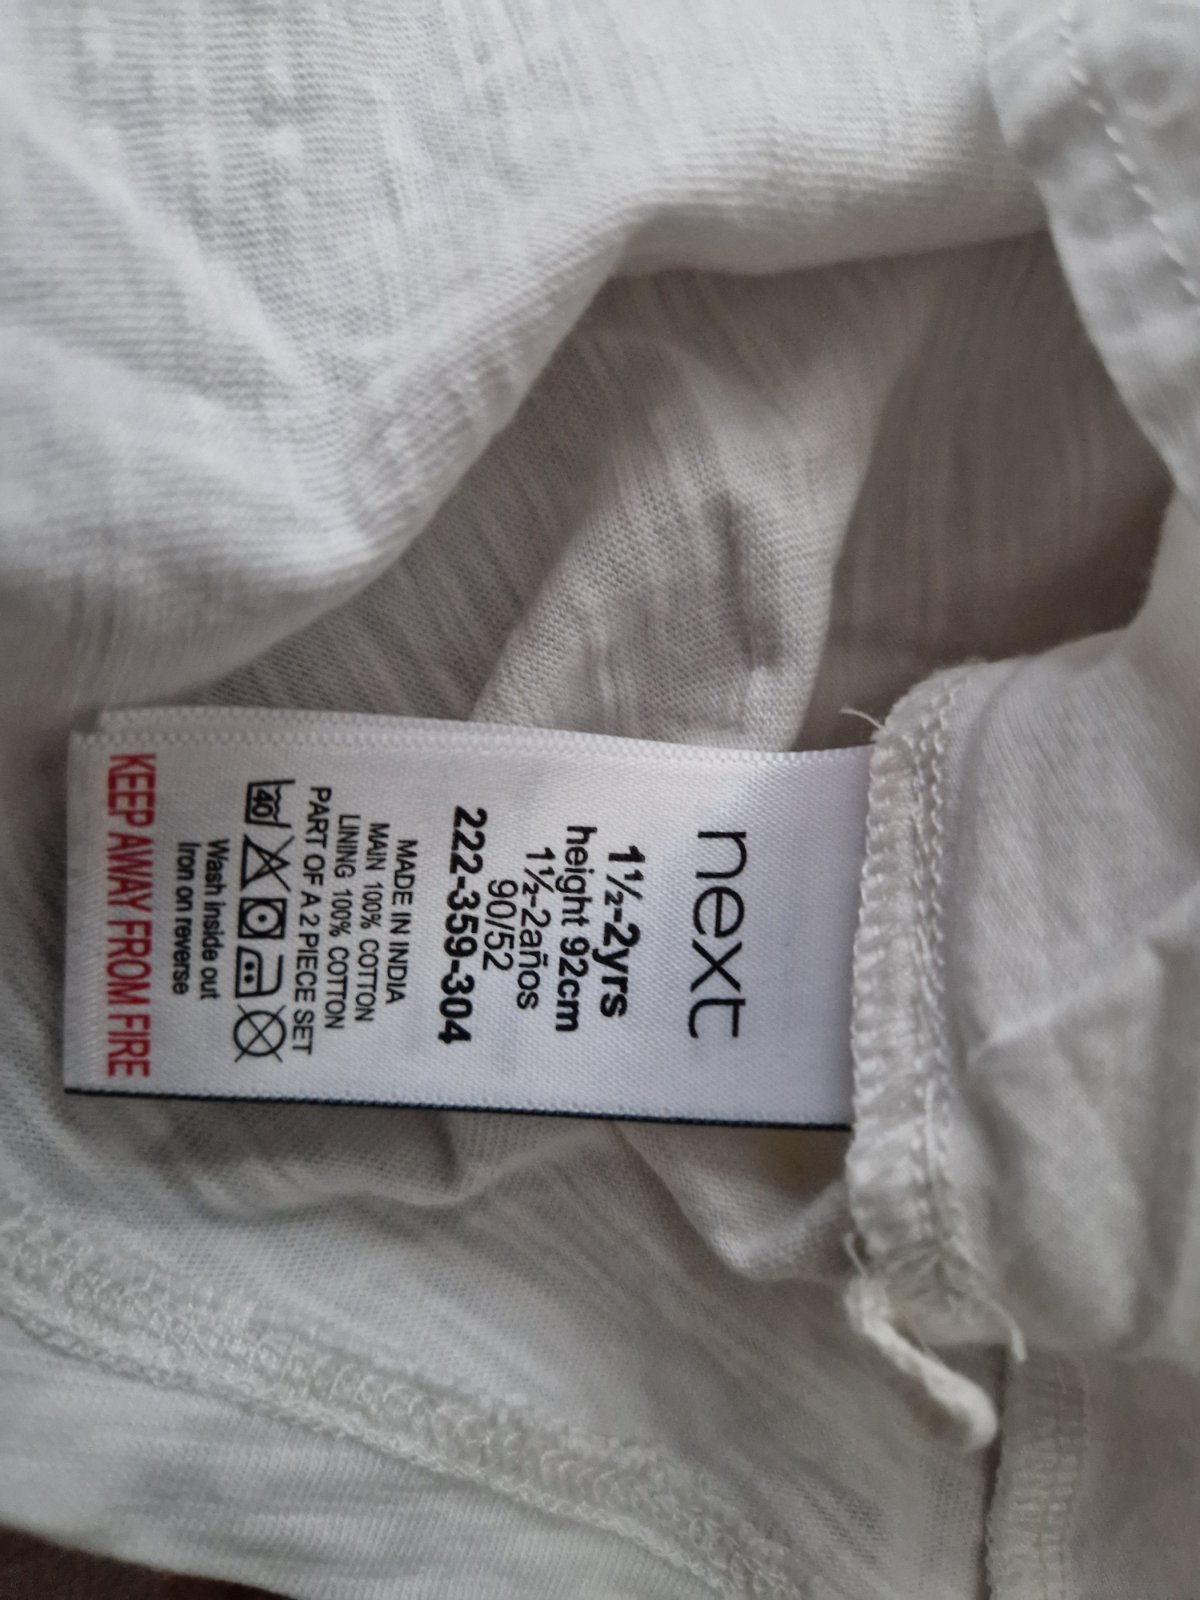 next
1½-2yrs
height 92cm
1½-2años
90/52
222-359-304
MADE IN INDIA
MAIN 100% COTTON
LINING 100% COTTON
PART OF A 2 PIECE SET
40
Wash inside out
Iron on reverse
KEEP AWAY FROM FIRE